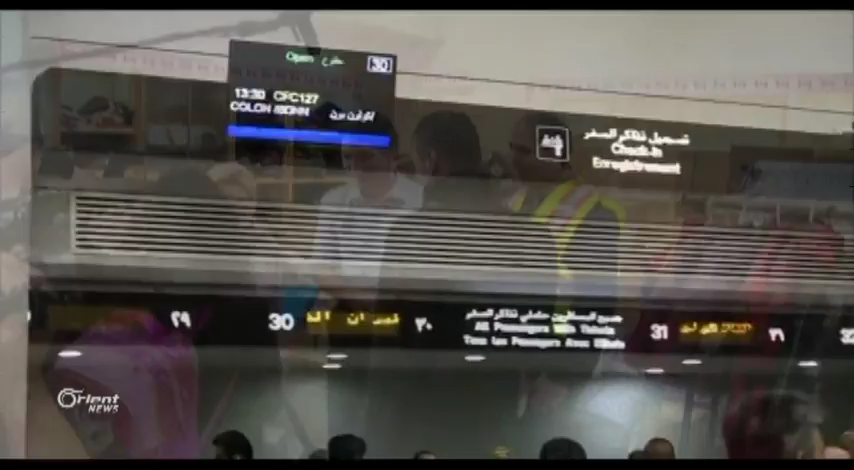 Open
30
13:30 CFC127
COLON /BONN
تسجيل تذاكر السفر
Check-in
Enregistrement
٢٩
30
٣٠
جميع المسافرين حاملي تذاكر السفر
All Passengers With Tickets
Tous Les Passagers Avec Billets
31
٣١
32
Orient
NEWS